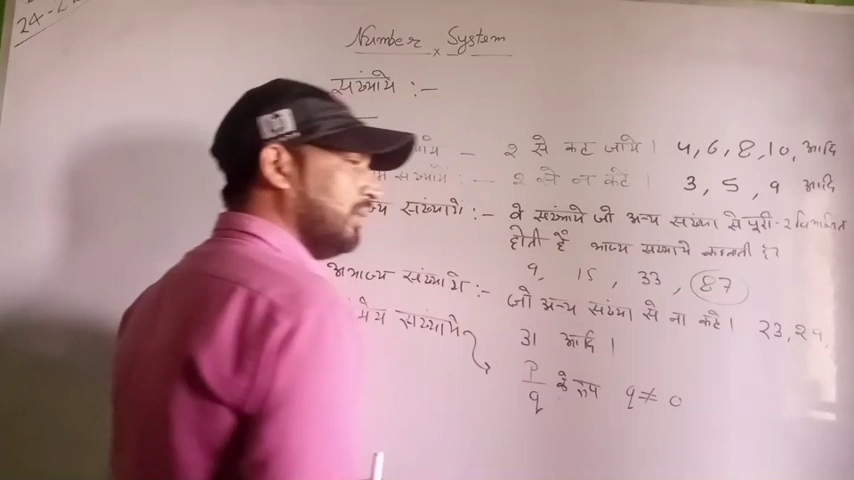 24-
Number System
संख्याये :-
- 2 से कट जाये। 4, 6, 8, 10, आदि
संख्याये :- 2 से न कटे। 3, 5, 9 आदि
संख्यायें :- वे संख्याये जो अन्य संख्या से पूरी-2 विभाजित
होती हैं भाज्य संख्याये कहलाती है।
9, 15, 33, 87
अभाज्य संख्यायें :- जो अन्य संख्या से ना कटे। 23, 29,
31 आदि।
संख्यायें
p/q के रूप q ≠ 0